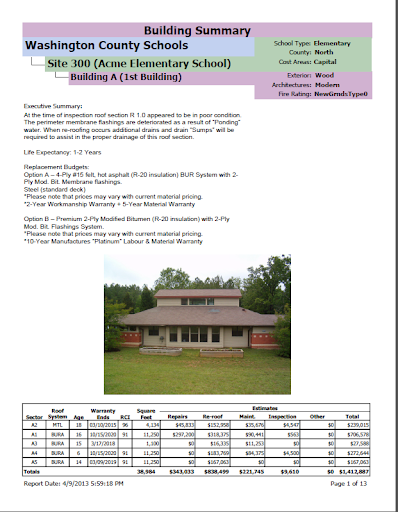 Building Summary
Washington County Schools
School Type: Elementary
County: North
Site 300 (Acme Elementary School)
Cost Areas: Capital
Building A (1st Building)
Exterior: Wood
Architectures: Modern
Fire Rating: NewGrndsType0
Executive Summary:
At the time of inspection roof section R 1.0 appeared to be in poor condition.
The perimeter membrane flashings are deteriorated as a result of "Ponding"
water. When re-roofing occurs additional drains and drain "Sumps" will be
required to assist in the proper drainage of this roof section.
Life Expectancy: 1-2 Years
Replacement Budgets:
Option A – 4-Ply #15 felt, hot asphalt (R-20 insulation) BUR System with 2-
Ply Mod. Bit. Membrane flashings.
Steel (standard deck)
*Please note that prices may vary with current material pricing.
*2-Year Workmanship Warranty + 5-Year Material Warranty
Option B – Premium 2-Ply Modified Bitumen (R-20 insulation) with 2-Ply
Mod. Bit. Flashings System.
*Please note that prices may vary with current material pricing.
*10-Year Manufactures "Platinum" Labour & Material Warranty
Estimates
Sector Roof System Age Warranty Ends RCI Square Feet Repairs Re-roof Maint. Inspection Other Total
A2 MTL 18 03/10/2015 96 4,134 $45,833 $152,958 $35,676 $4,547 $0 $239,015
A1 BURA 16 10/15/2020 91 11,250 $297,200 $318,375 $90,441 $563 $0 $706,578
A3 BURA 15 3/17/2018 1,100 $0 $16,335 $11,253 $0 $0 $27,588
A4 BURA 6 10/15/2020 91 11,250 $0 $183,769 $84,375 $4,500 $0 $272,644
A5 BURA 14 03/09/2019 91 11,250 $0 $167,063 $0 $0 $0 $167,063
Totals 38,984 $343,033 $838,499 $221,745 $9,610 $0 $1,412,887
Report Date: 4/9/2013 5:59:18 PM
Page 1 of 13